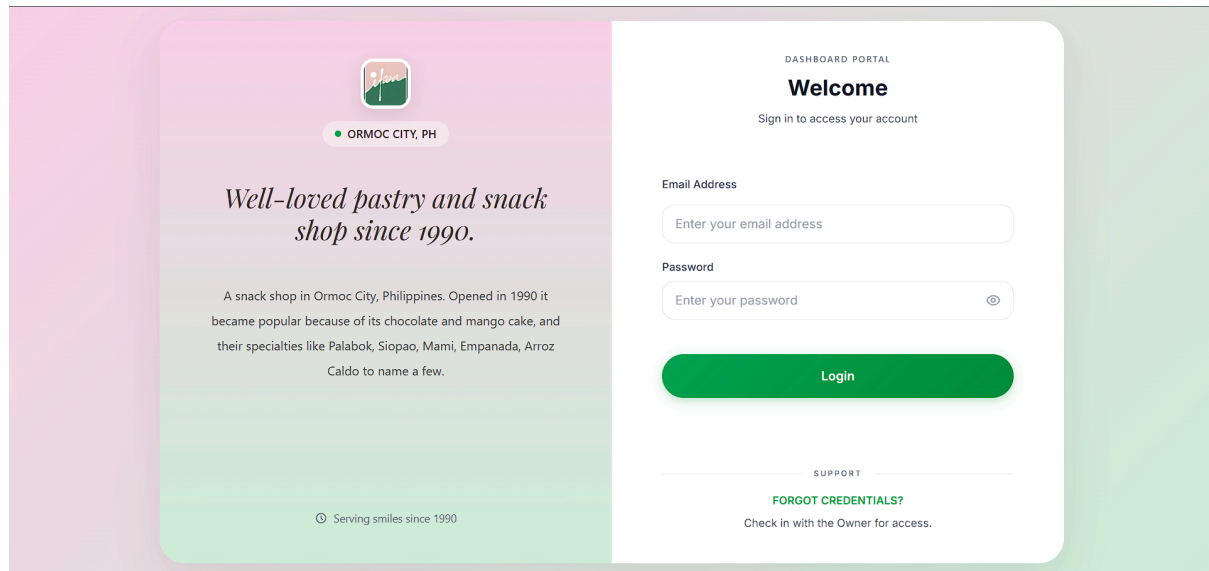 ifm
ORMOC CITY, PH
Well-loved pastry and snack
shop since 1990.
A snack shop in Ormoc City, Philippines. Opened in 1990 it
became popular because of its chocolate and mango cake, and
their specialties like Palabok, Siopao, Mami, Empanada, Arroz
Caldo to name a few.
Serving smiles since 1990
DASHBOARD PORTAL
Welcome
Sign in to access your account
Email Address
Enter your email address
Password
Enter your password
Login
SUPPORT
FORGOT CREDENTIALS?
Check in with the Owner for access.